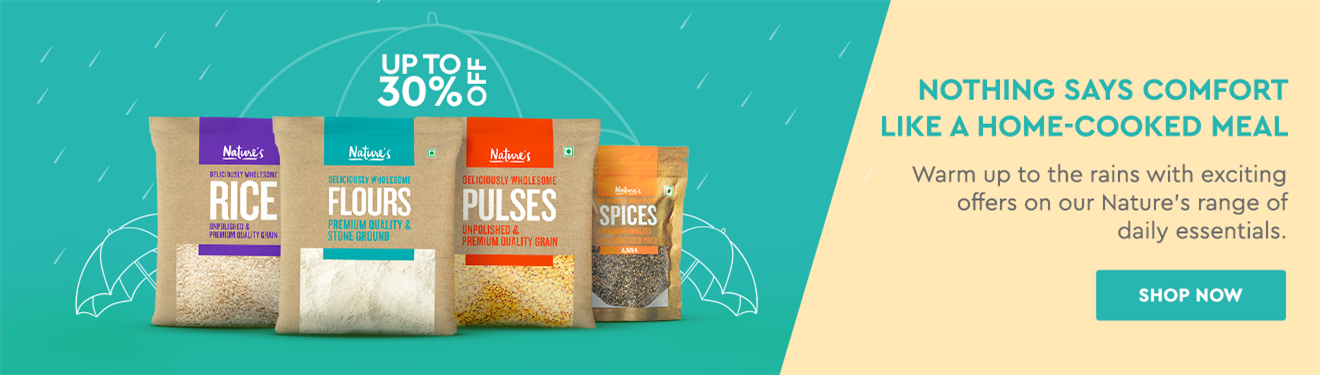 UP TO
30% OFF
Nature's
DELICIOUSLY WHOLESOME
RICE
UNPOLISHED &
PREMIUM QUALITY GRAIN
Nature's
DELICIOUSLY WHOLESOME
FLOURS
PREMIUM QUALITY &
STONE GROUND
Nature's
DELICIOUSLY WHOLESOME
PULSES
UNPOLISHED &
PREMIUM QUALITY GRAIN
Nature's
SPICES
NOTHING SAYS COMFORT
LIKE A HOME-COOKED MEAL
Warm up to the rains with exciting
offers on our Nature's range of
daily essentials.
SHOP NOW